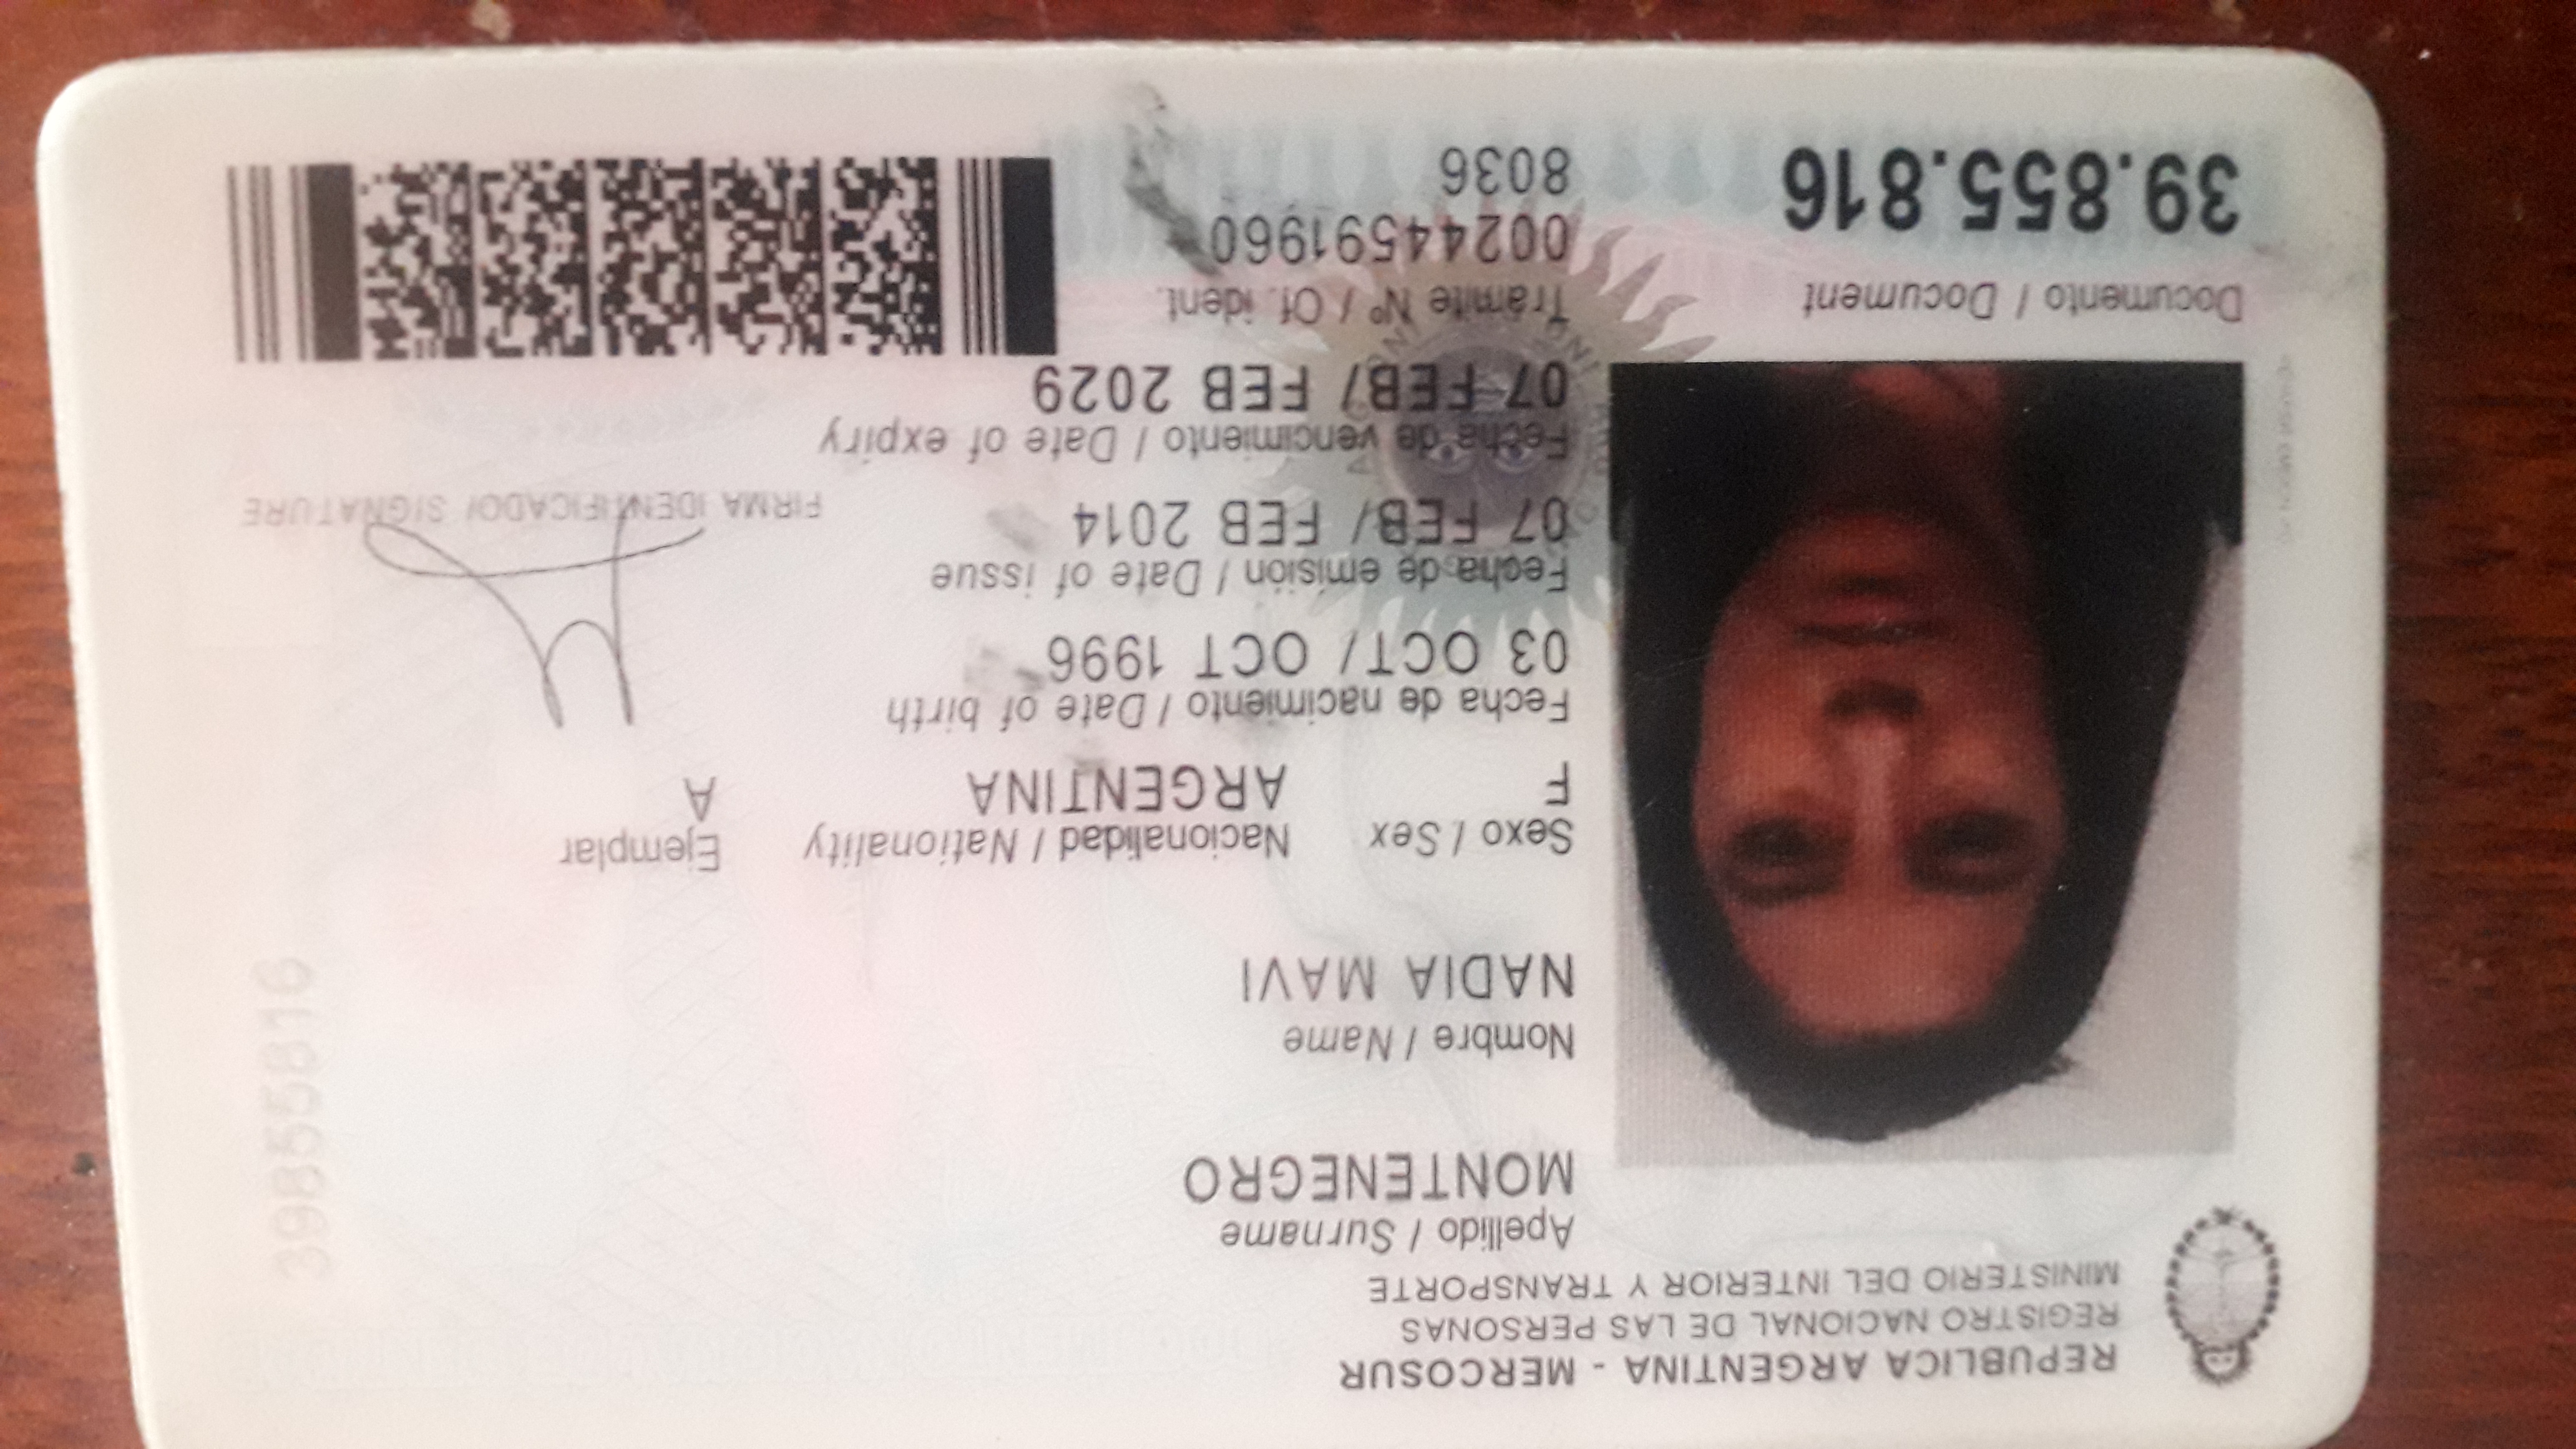 REPUBLICA ARGENTINA - MERCOSUR
REGISTRO NACIONAL DE LAS PERSONAS
MINISTERIO DEL INTERIOR Y TRANSPORTE
39855816
Apellido / Surname
MONTENEGRO
Nombre / Name
NADIA MAVI
Sexo / Sex Nacionalidad / Nationality Ejemplar
F ARGENTINA A
Fecha de nacimiento / Date of birth
03 OCT/ OCT 1996
Fecha de emisión / Date of issue
07 FEB/ FEB 2014
FIRMA IDENTIFICADO/ SIGNATURE
Fecha de vencimiento / Date of expiry
07 FEB/ FEB 2029
Trámite Nº / Of. ident.
00244591960
8036
Documento / Document
39.855.816